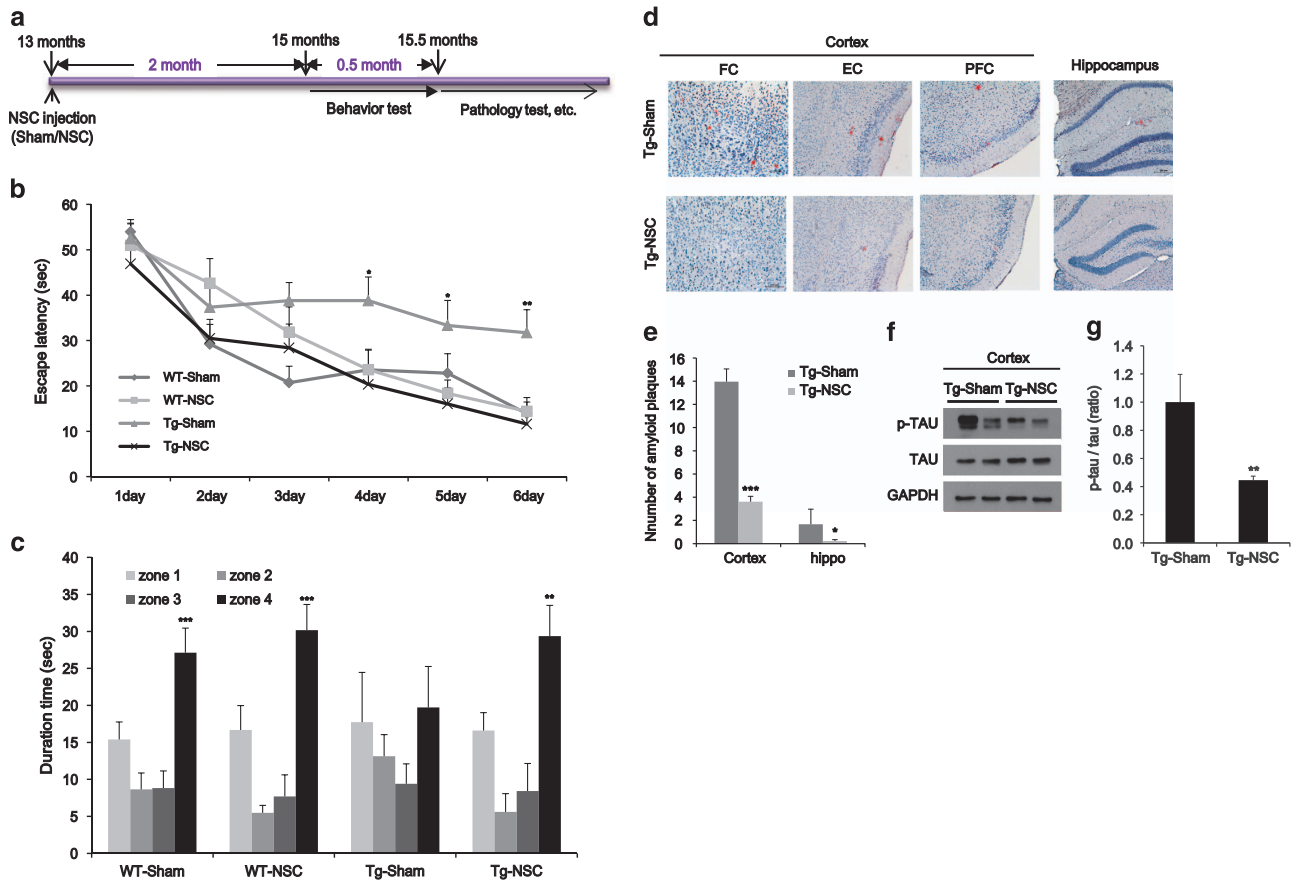 a
13 months
15 months
15.5 months
2 month
0.5 month
NSC injection
(Sham/NSC)
Behavior test
Pathology test, etc.
b
Escape latency (sec)
60
50
40
30
20
10
0
*
*
**
WT-Sham
WT-NSC
Tg-Sham
Tg-NSC
1day
2day
3day
4day
5day
6day
c
Duration time (sec)
40
35
30
25
20
15
10
5
0
zone 1
zone 2
zone 3
zone 4
***
***
**
WT-Sham
WT-NSC
Tg-Sham
Tg-NSC
d
Cortex
FC
EC
PFC
Hippocampus
Tg-Sham
Tg-NSC
e
Nnumber of amyloid plaques
16
14
12
10
8
6
4
2
0
Tg-Sham
Tg-NSC
***
*
Cortex
hippo
f
Cortex
Tg-Sham Tg-NSC
p-TAU
TAU
GAPDH
g
p-tau / tau (ratio)
1.4
1.2
1.0
0.8
0.6
0.4
0.2
0.0
**
Tg-Sham
Tg-NSC